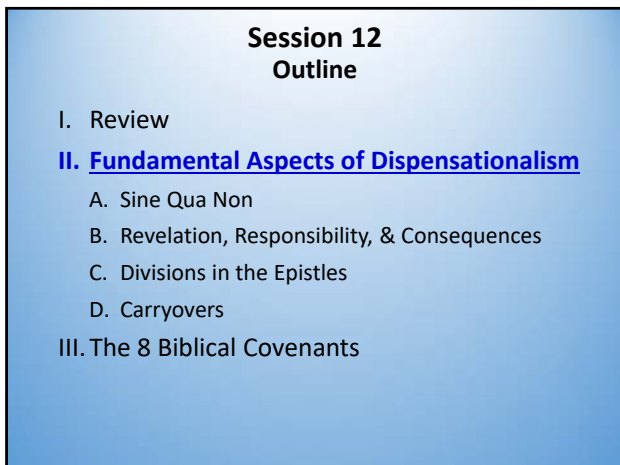 Session 12
Outline
I. Review
II. Fundamental Aspects of Dispensationalism
A. Sine Qua Non
B. Revelation, Responsibility, & Consequences
C. Divisions in the Epistles
D. Carryovers
III. The 8 Biblical Covenants